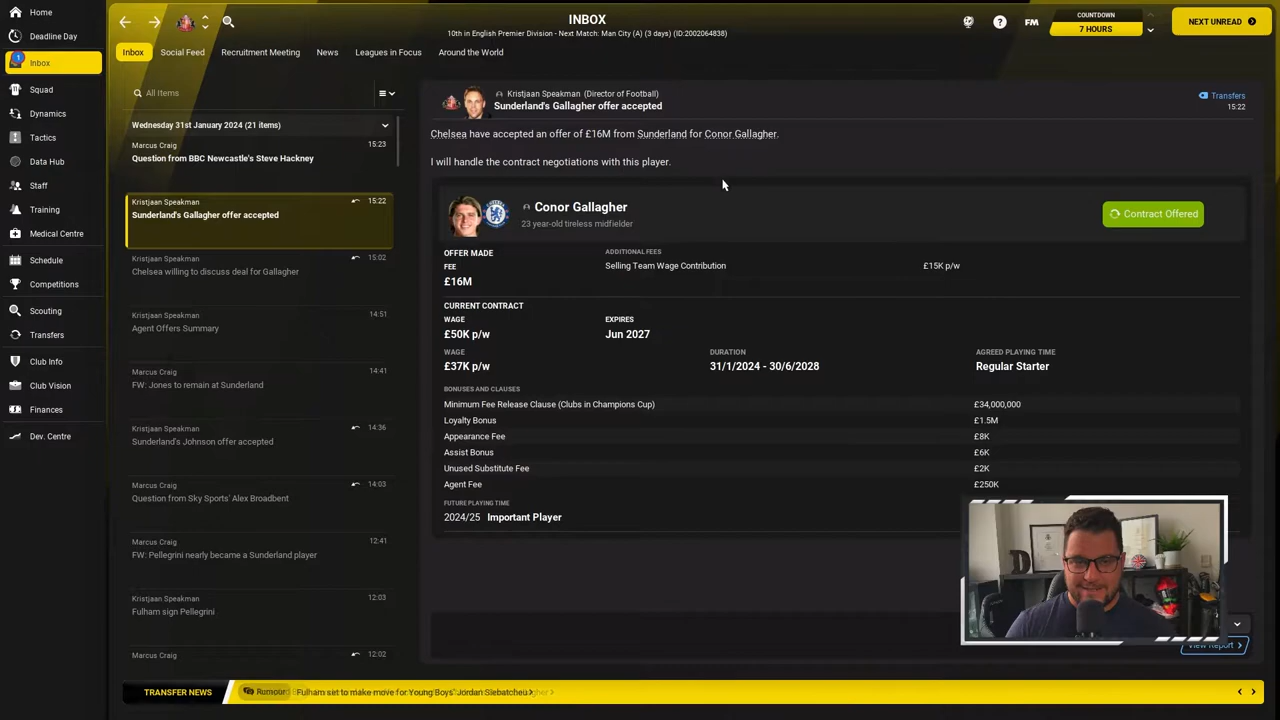 Home
Deadline Day
1
Inbox
Squad
Dynamics
Tactics
Data Hub
Staff
Training
Medical Centre
Schedule
Competitions
Scouting
Transfers
Club Info
Club Vision
Finances
Dev. Centre
INBOX
10th in English Premier Division - Next Match: Man City (A) (3 days) (ID:2002064838)
?
FM
COUNTDOWN
7 HOURS
NEXT UNREAD
Inbox
Social Feed
Recruitment Meeting
News
Leagues in Focus
Around the World
All Items
Wednesday 31st January 2024 (21 items)
Marcus Craig 15:23
Question from BBC Newcastle's Steve Hackney
Kristjaan Speakman 15:22
Sunderland's Gallagher offer accepted
Kristjaan Speakman 15:02
Chelsea willing to discuss deal for Gallagher
Kristjaan Speakman 14:51
Agent Offers Summary
Marcus Craig 14:41
FW: Jones to remain at Sunderland
Kristjaan Speakman 14:36
Sunderland's Johnson offer accepted
Marcus Craig 14:03
Question from Sky Sports' Alex Broadbent
Marcus Craig 12:41
FW: Pellegrini nearly became a Sunderland player
Kristjaan Speakman 12:03
Fulham sign Pellegrini
Marcus Craig 12:02
Kristjaan Speakman (Director of Football)
Sunderland's Gallagher offer accepted
Transfers
15:22
Chelsea have accepted an offer of £16M from Sunderland for Conor Gallagher.
I will handle the contract negotiations with this player.
Conor Gallagher
23 year-old tireless midfielder
Contract Offered
OFFER MADE
FEE
£16M
ADDITIONAL FEES
Selling Team Wage Contribution £15K p/w
CURRENT CONTRACT
WAGE EXPIRES
£50K p/w Jun 2027
WAGE DURATION AGREED PLAYING TIME
£37K p/w 31/1/2024 - 30/6/2028 Regular Starter
BONUSES AND CLAUSES
Minimum Fee Release Clause (Clubs in Champions Cup) £34,000,000
Loyalty Bonus £1.5M
Appearance Fee £8K
Assist Bonus £6K
Unused Substitute Fee £2K
Agent Fee £250K
FUTURE PLAYING TIME
2024/25 Important Player
D
View Report
TRANSFER NEWS
Rumour
Fulham set to make move for Young Boys' Jordan Siebatcheu